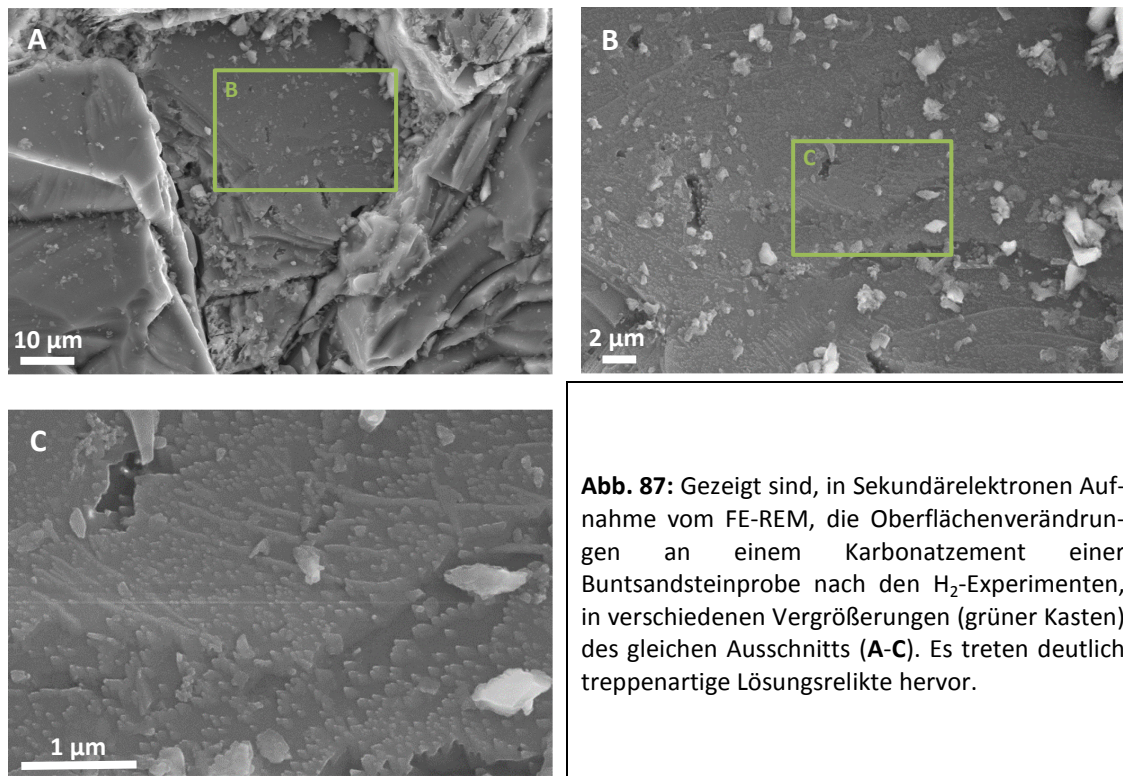 A
B
10 µm
B
C
2 µm
C
1 µm
Abb. 87: Gezeigt sind, in Sekundärelektronen Auf-
nahme vom FE-REM, die Oberflächenverändrun-
gen an einem Karbonatzement einer
Buntsandsteinprobe nach den H₂-Experimenten,
in verschiedenen Vergrößerungen (grüner Kasten)
des gleichen Ausschnitts (A-C). Es treten deutlich
treppenartige Lösungsrelikte hervor.